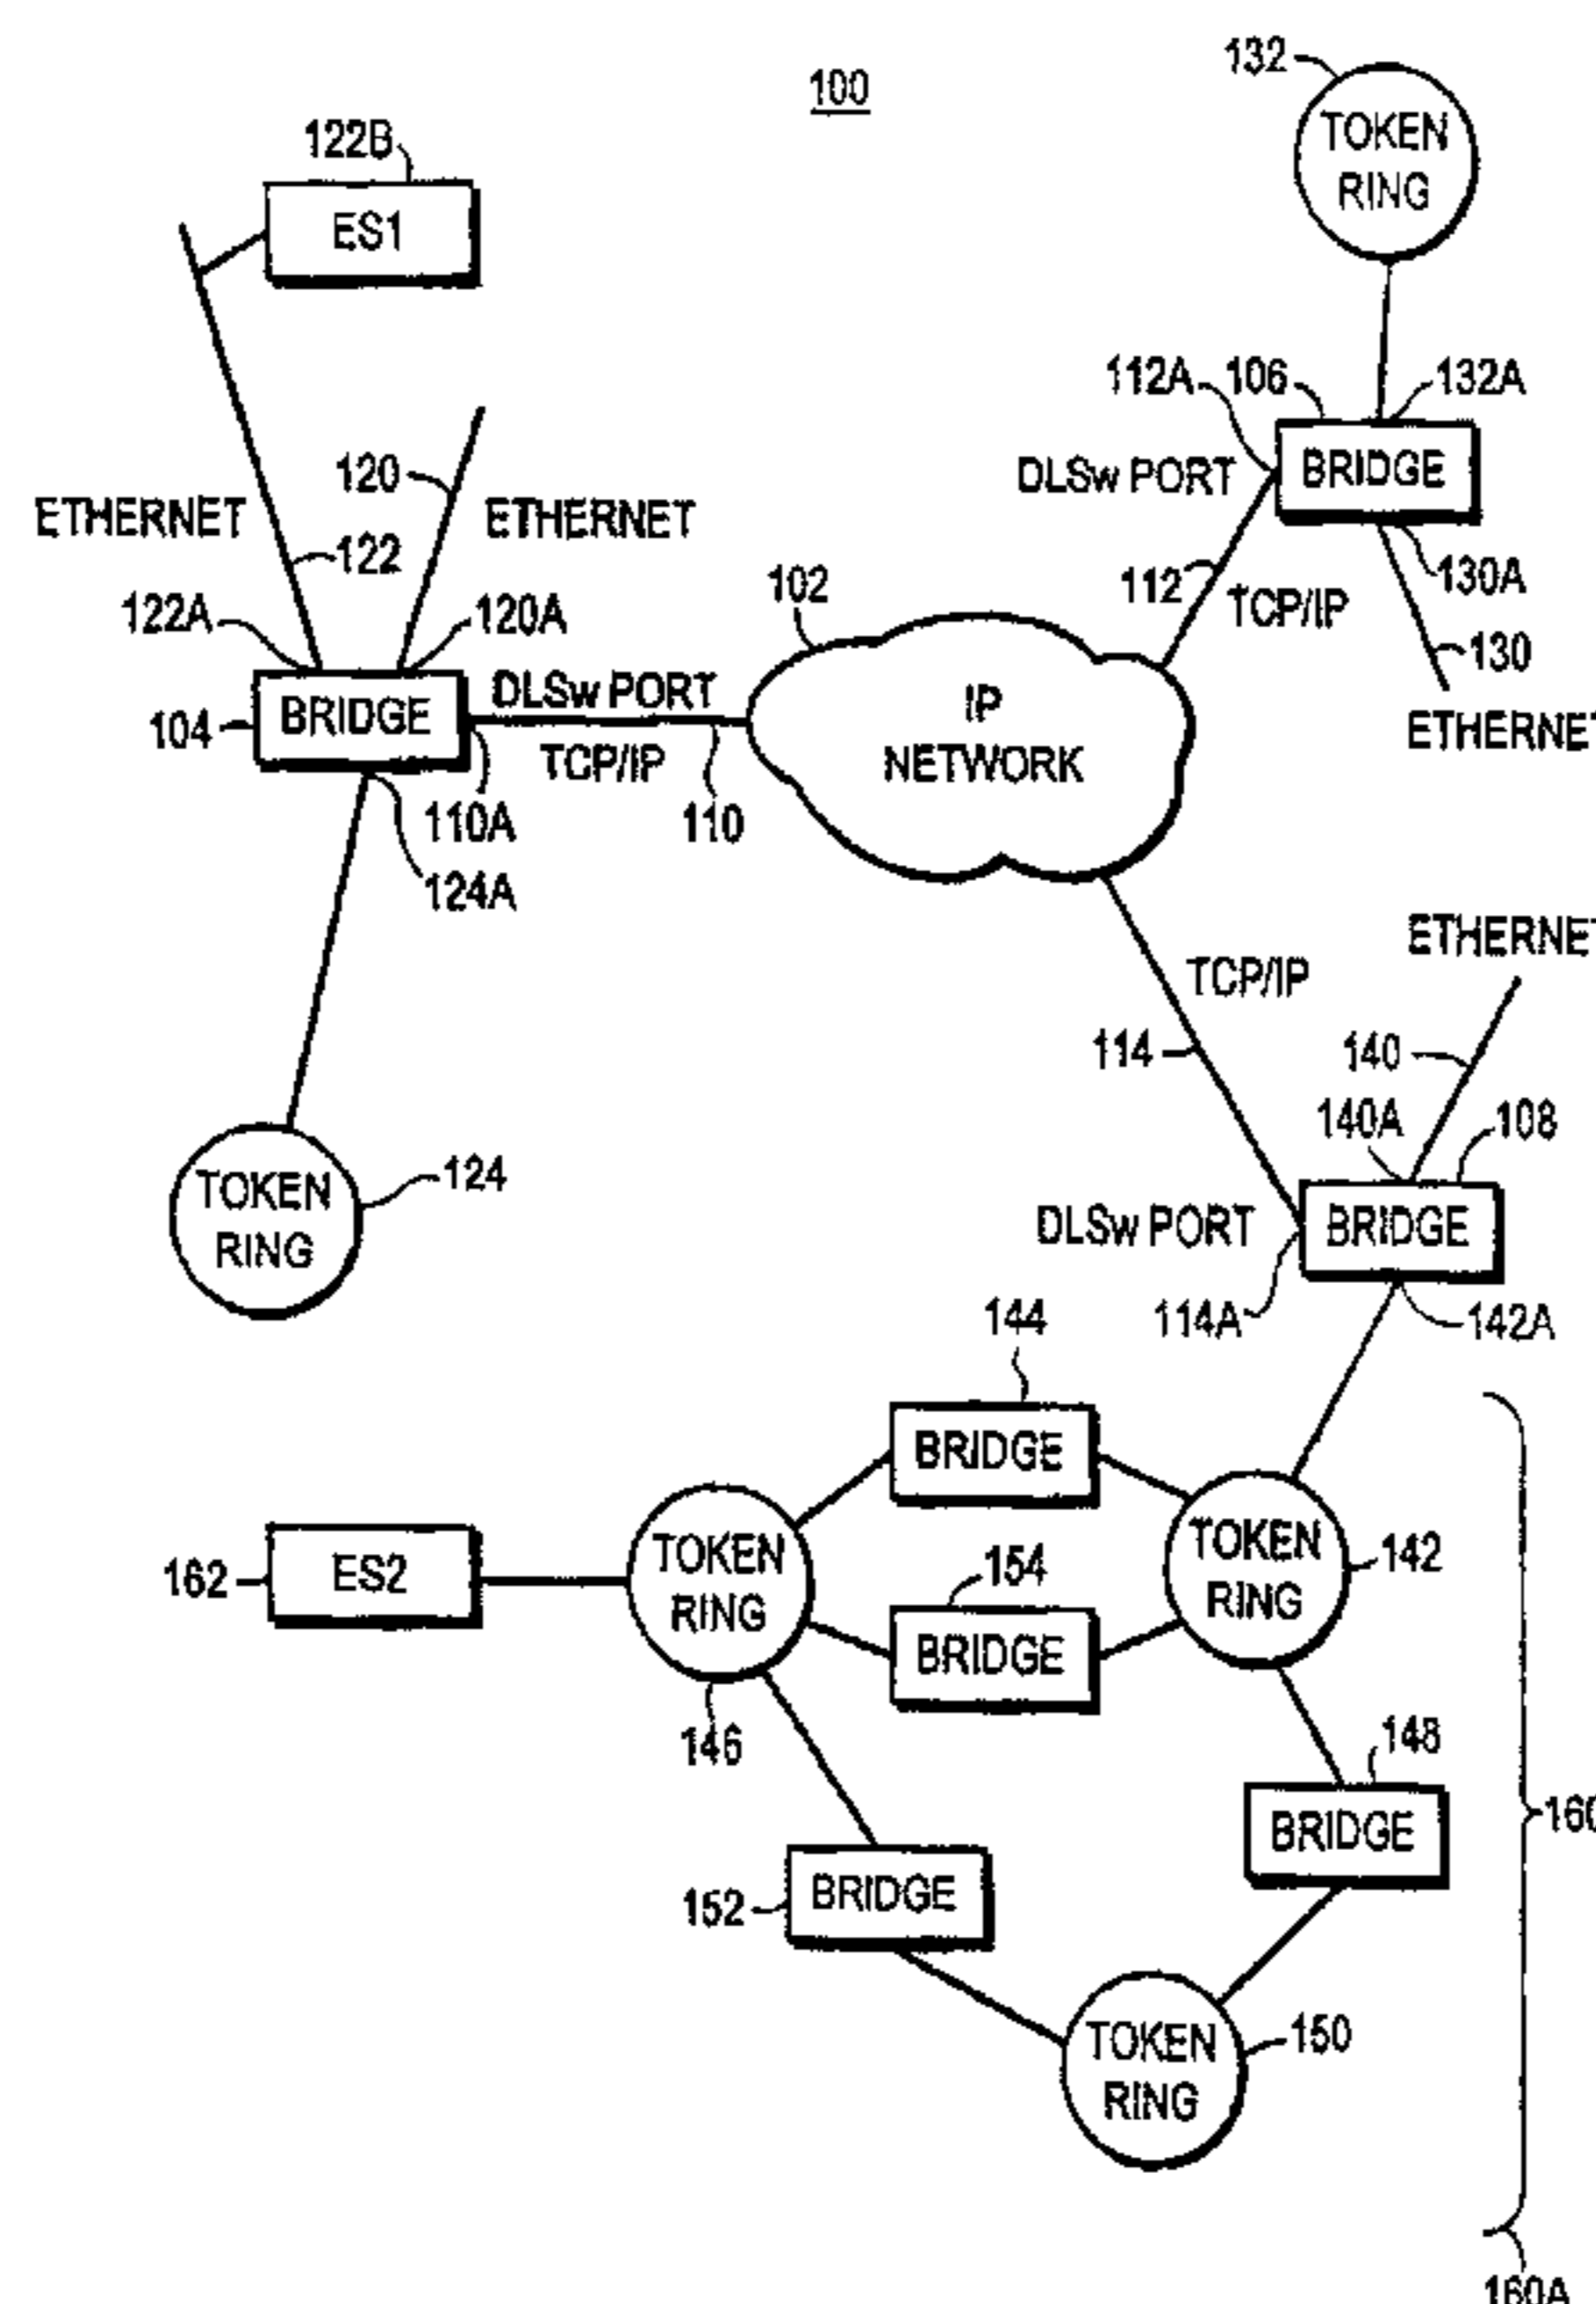 100
132
TOKEN
RING
122B
ES1
112A
106
132A
DLSw PORT
BRIDGE
120
ETHERNET
ETHERNET
122
112
TCP/IP
130A
130
ETHERNET
102
122A
120A
BRIDGE
104
DLSw PORT
TCP/IP
110A
110
124A
IP
NETWORK
ETHERNE
TCP/IP
114
140
140A
108
TOKEN
RING
124
DLSw PORT
BRIDGE
114A
142A
144
BRIDGE
162
ES2
TOKEN
RING
154
BRIDGE
TOKEN
RING
142
146
148
BRIDGE
160
152
BRIDGE
TOKEN
RING
150
160A